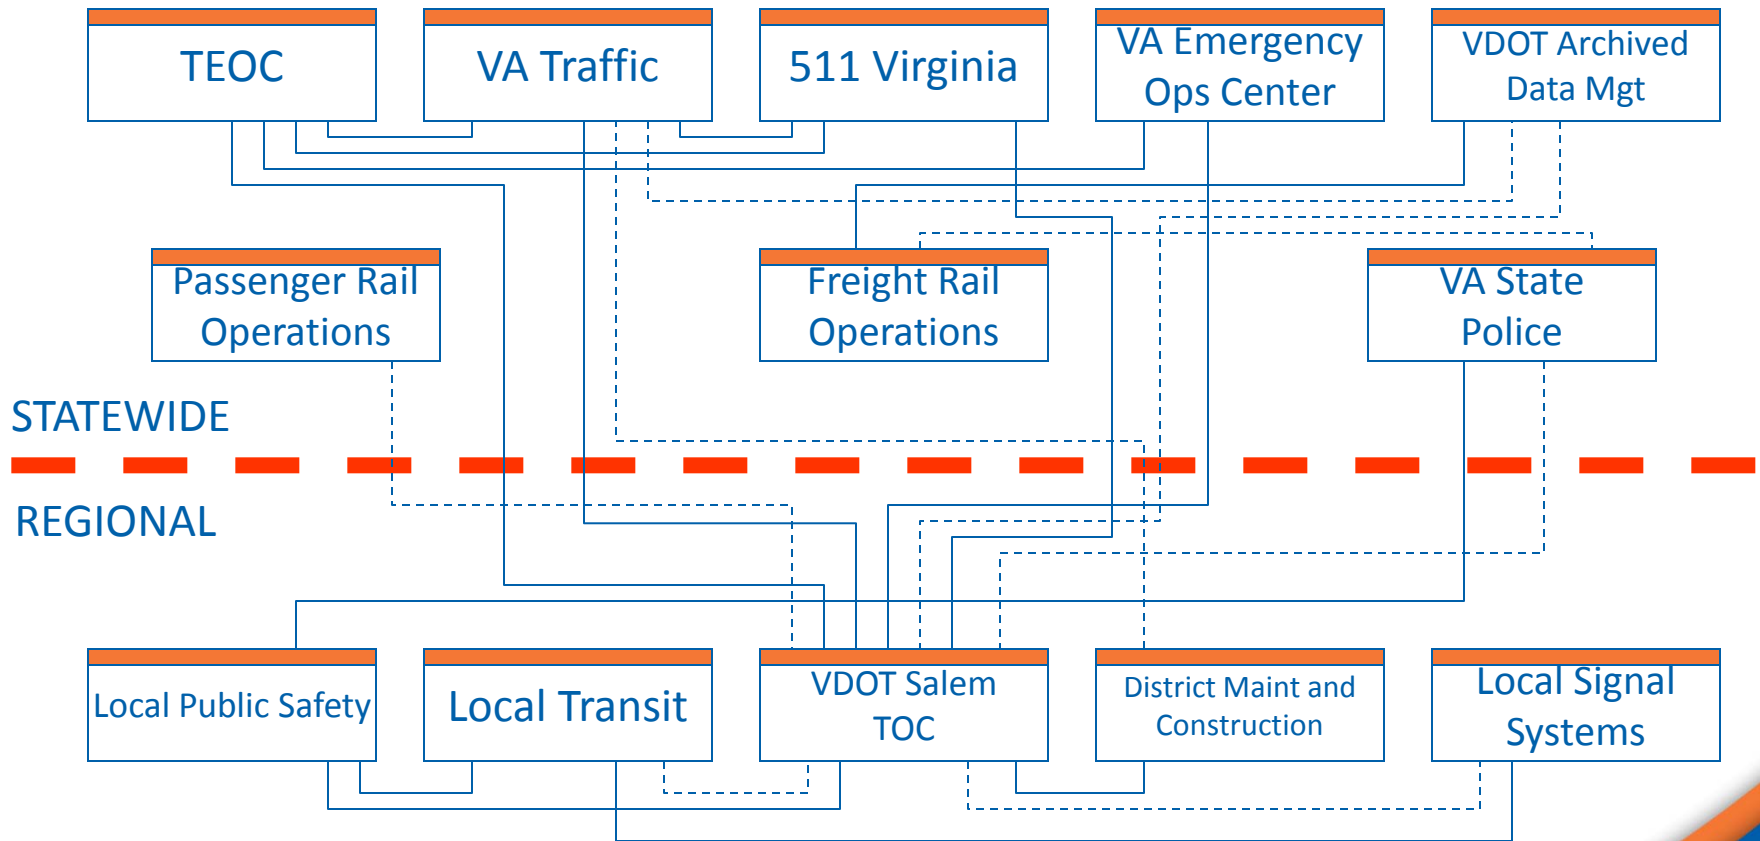 TEOC
VA Traffic
511 Virginia
VA Emergency
Ops Center
VDOT Archived
Data Mgt
Passenger Rail
Operations
Freight Rail
Operations
VA State
Police
STATEWIDE
REGIONAL
Local Public Safety
Local Transit
VDOT Salem
TOC
District Maint and
Construction
Local Signal
Systems